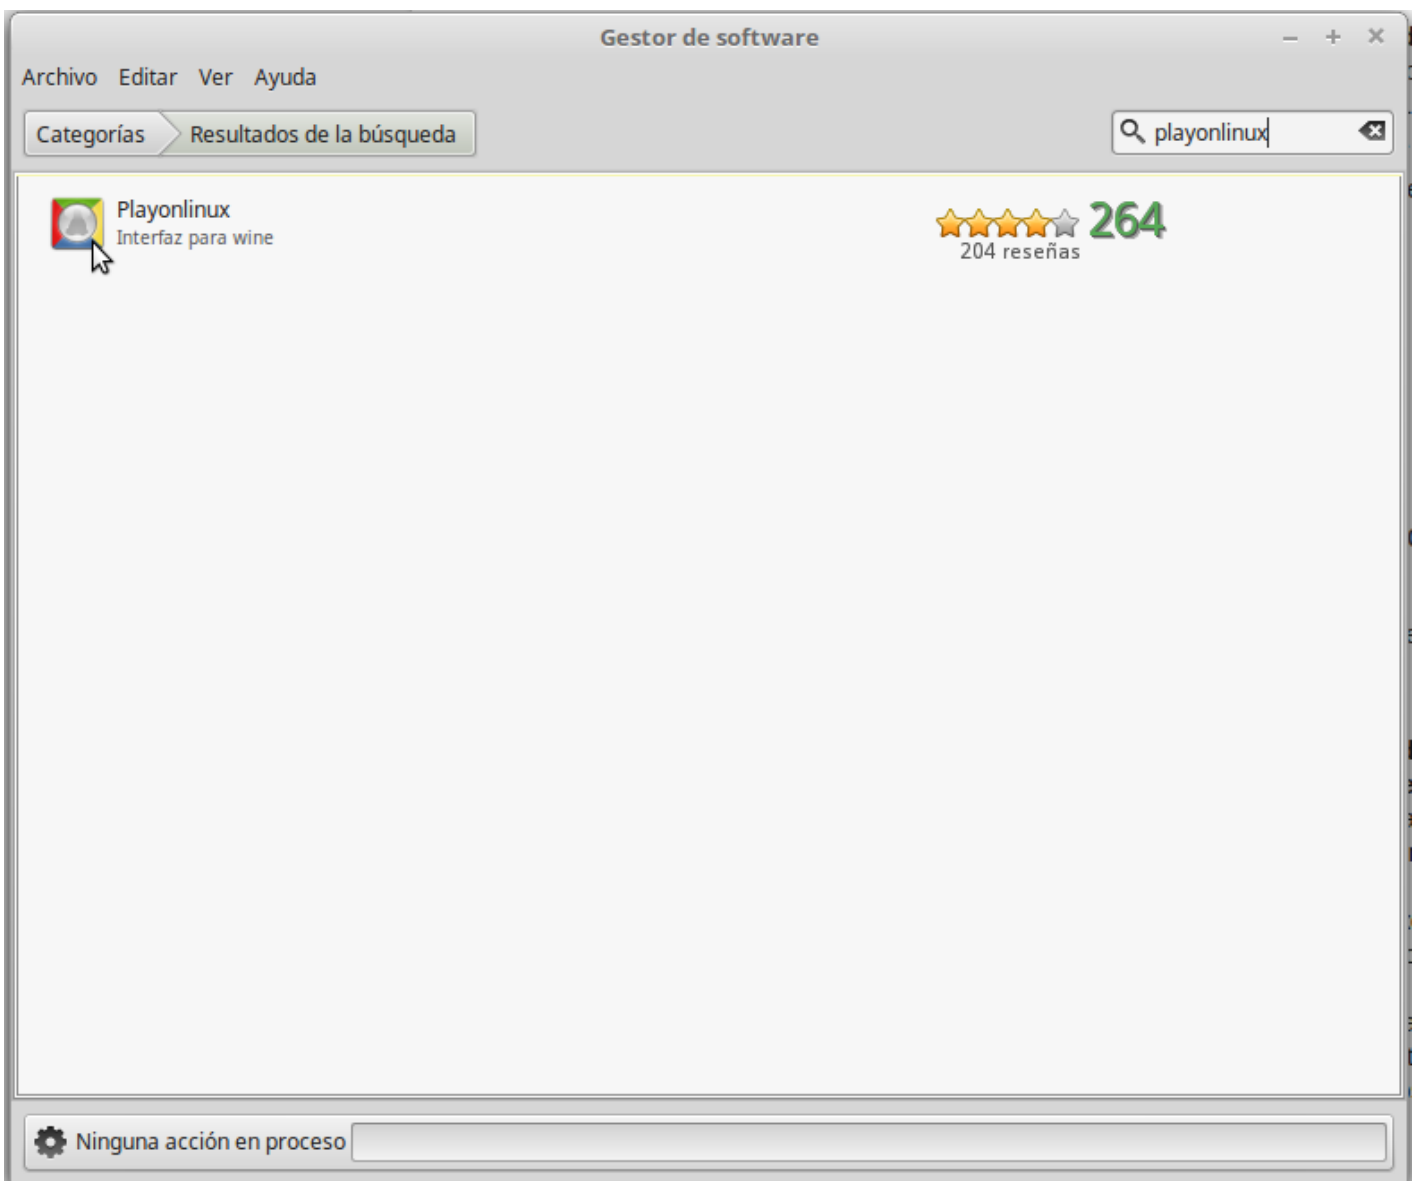 Gestor de software
Archivo Editar Ver Ayuda
Categorías Resultados de la búsqueda playonlinux
Playonlinux 264
Interfaz para wine
204 reseñas
Ninguna acción en proceso